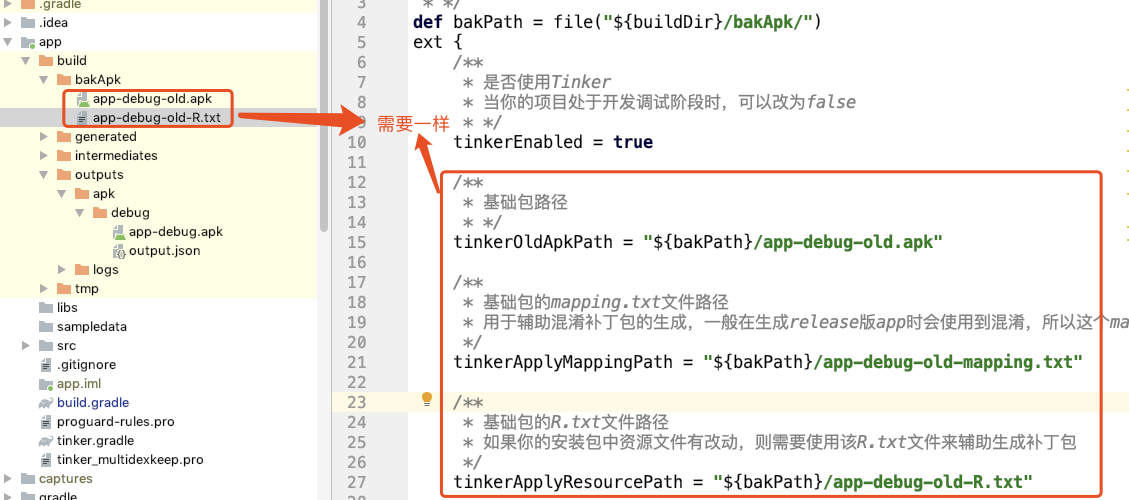 .gradle
.idea
app
build
bakApk
app-debug-old.apk
app-debug-old-R.txt
generated
intermediates
outputs
apk
debug
app-debug.apk
output.json
logs
tmp
libs
sampledata
src
.gitignore
app.iml
build.gradle
proguard-rules.pro
tinker.gradle
tinker_multidexkeep.pro
captures
gradle
需要一样
3 * */
4 def bakPath = file("${buildDir}/bakApk/")
5 ext {
6 /**
7 * 是否使用Tinker
8 * 当你的项目处于开发调试阶段时，可以改为false
9 * */
10 tinkerEnabled = true
11
12 /**
13 * 基础包路径
14 * */
15 tinkerOldApkPath = "${bakPath}/app-debug-old.apk"
16
17 /**
18 * 基础包的mapping.txt文件路径
19 * 用于辅助混淆补丁包的生成，一般在生成release版app时会使用到混淆，所以这个ma
20 */
21 tinkerApplyMappingPath = "${bakPath}/app-debug-old-mapping.txt"
22
23 /**
24 * 基础包的R.txt文件路径
25 * 如果你的安装包中资源文件有改动，则需要使用该R.txt文件来辅助生成补丁包
26 */
27 tinkerApplyResourcePath = "${bakPath}/app-debug-old-R.txt"